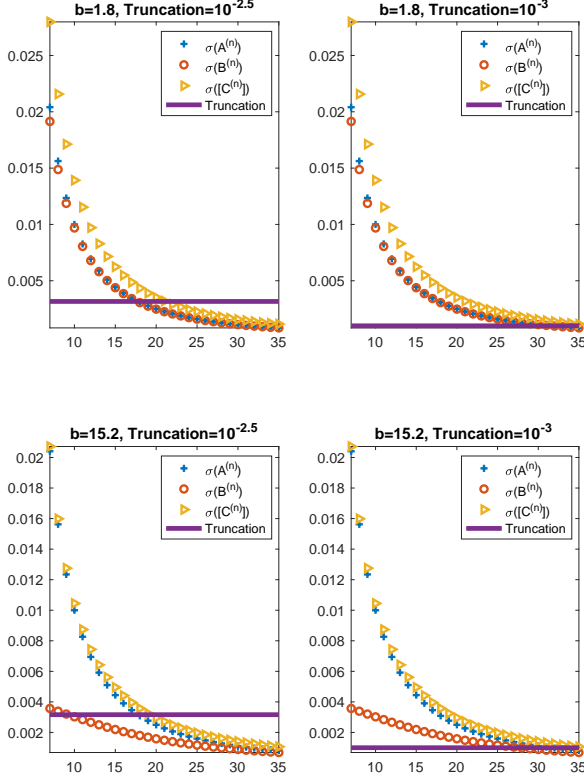 b=1.8, Truncation=10^-2.5
0.025
0.02
0.015
0.01
0.005
10 15 20 25 30 35
σ(A^(n))
σ(B^(n))
σ([C^(n)])
Truncation
b=1.8, Truncation=10^-3
0.025
0.02
0.015
0.01
0.005
10 15 20 25 30 35
σ(A^(n))
σ(B^(n))
σ([C^(n)])
Truncation
b=15.2, Truncation=10^-2.5
0.02
0.018
0.016
0.014
0.012
0.01
0.008
0.006
0.004
0.002
10 15 20 25 30 35
σ(A^(n))
σ(B^(n))
σ([C^(n)])
Truncation
b=15.2, Truncation=10^-3
0.02
0.018
0.016
0.014
0.012
0.01
0.008
0.006
0.004
0.002
10 15 20 25 30 35
σ(A^(n))
σ(B^(n))
σ([C^(n)])
Truncation